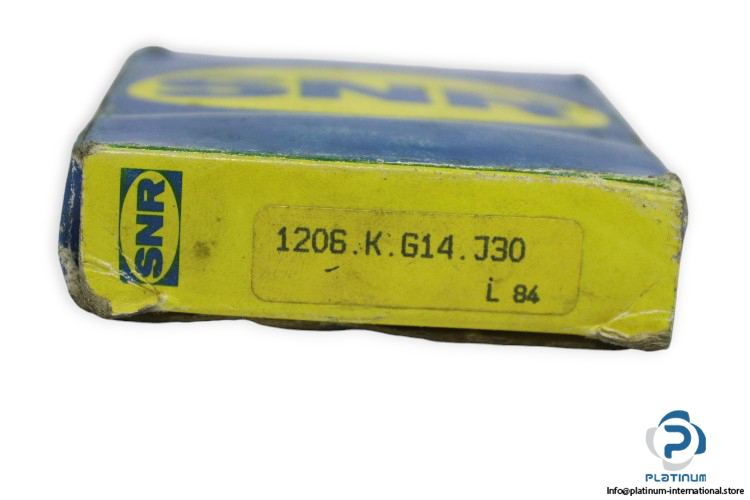 SNR
SNR
1206.K.G14.J30
L 84
PLATINUM
Info@platinum-international.store